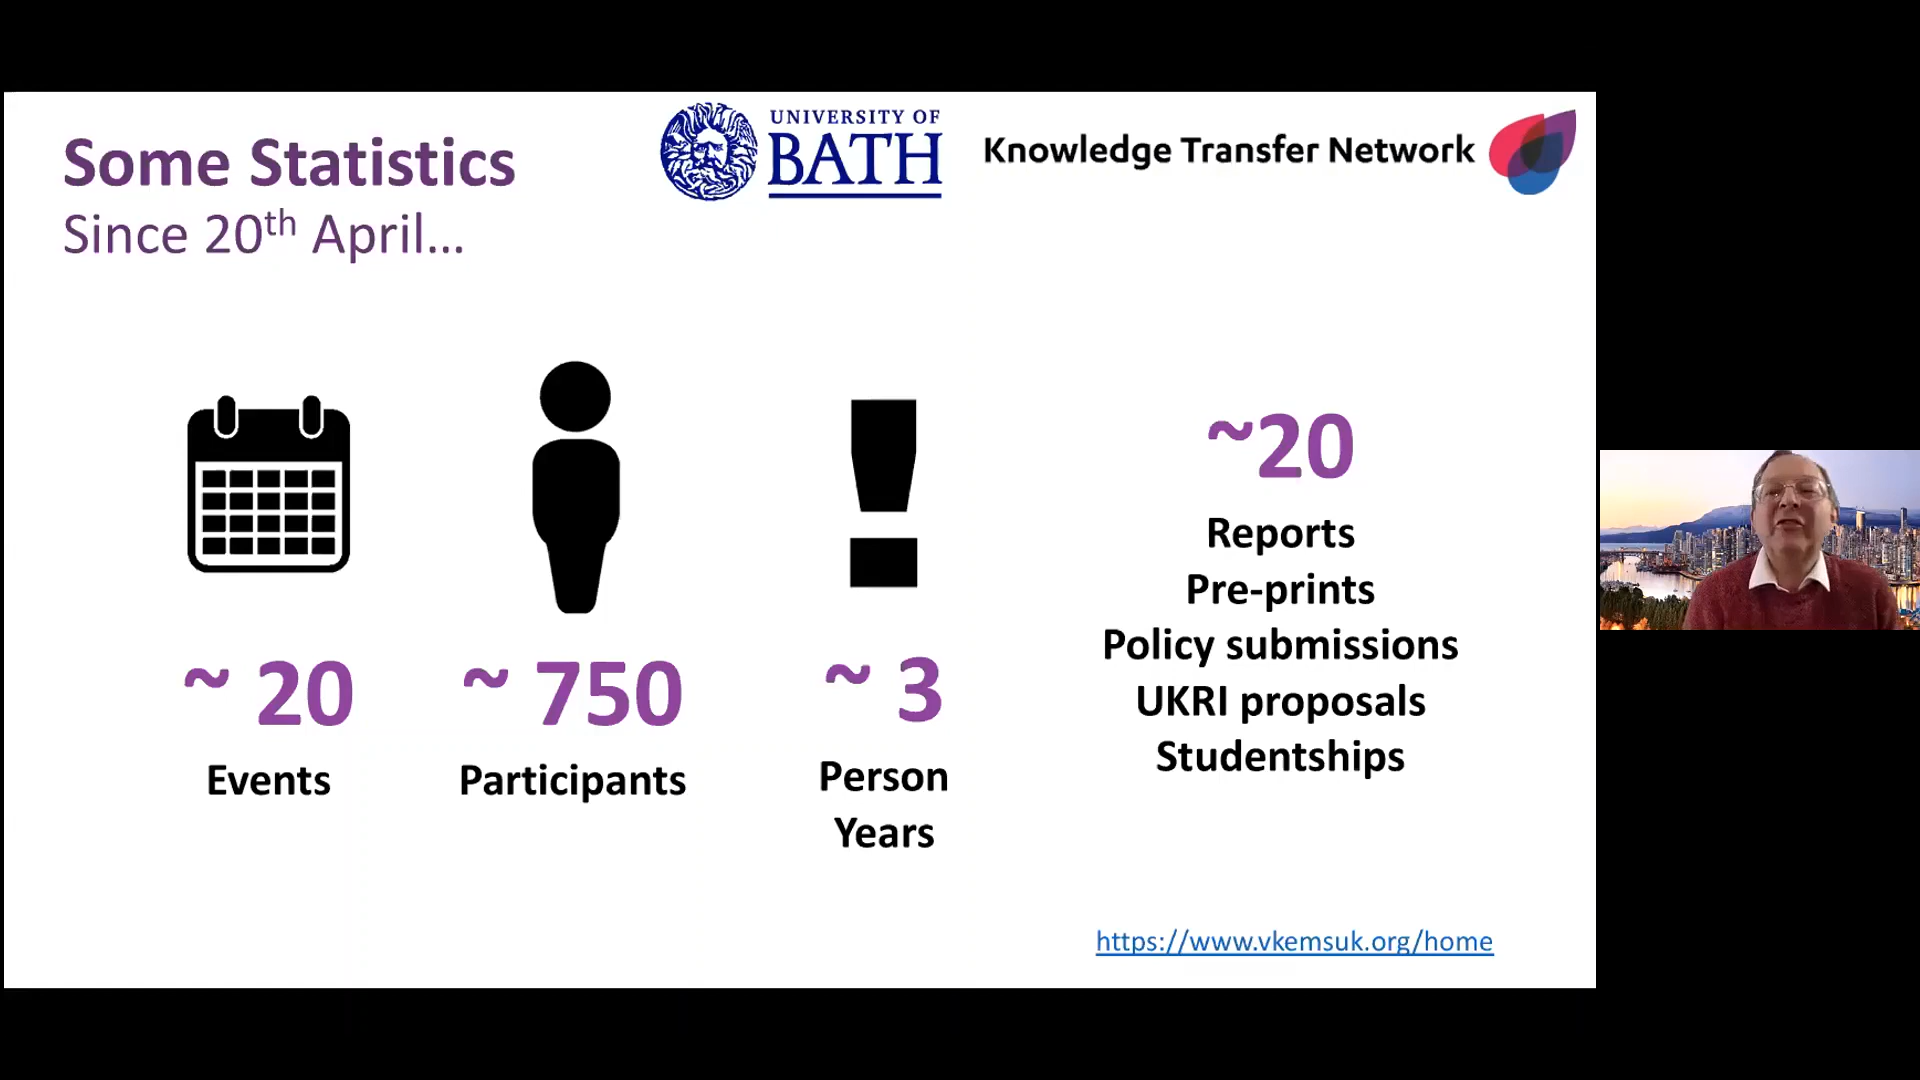 Some Statistics
Since 20th April...
UNIVERSITY OF
BATH
Knowledge Transfer Network
~ 20
Events
~ 750
Participants
~ 3
Person
Years
~20
Reports
Pre-prints
Policy submissions
UKRI proposals
Studentships
https://www.vkemsuk.org/home